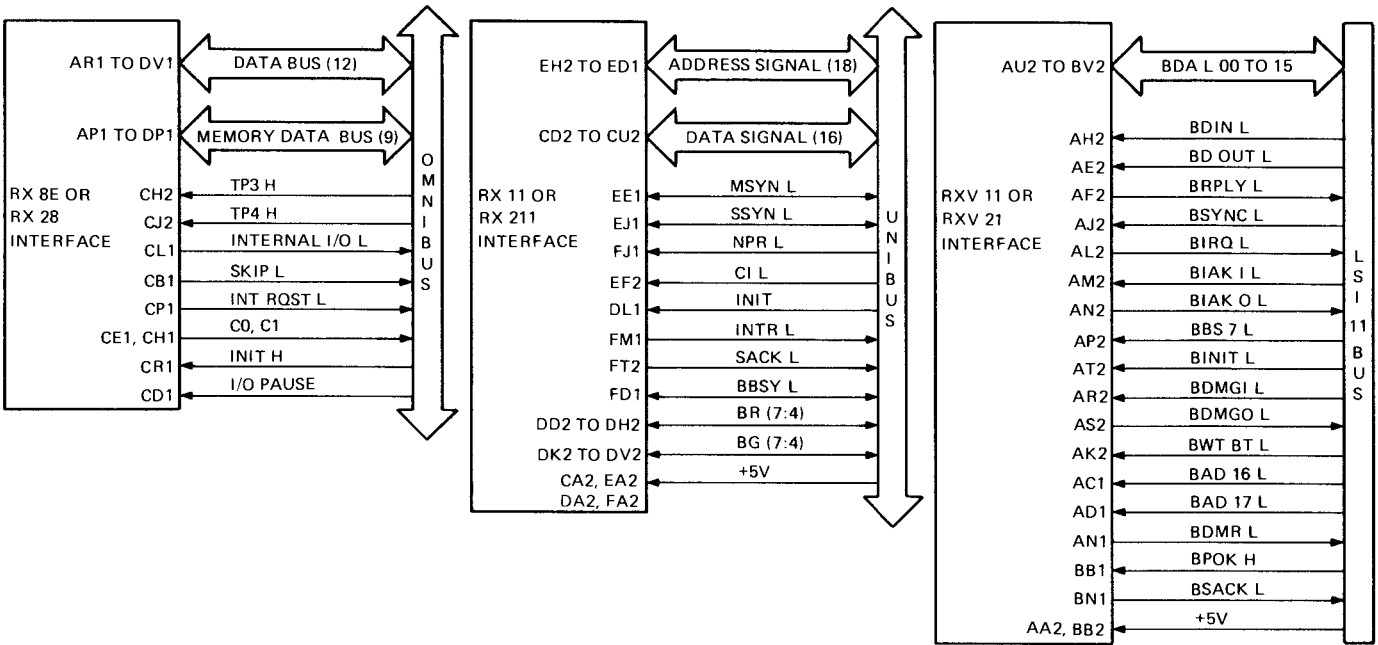 AR1 TO DV1
DATA BUS (12)
AP1 TO DP1
MEMORY DATA BUS (9)
RX 8E OR
RX 28
INTERFACE
CH2
TP3 H
CJ2
TP4 H
CL1
INTERNAL I/O L
CB1
SKIP L
CP1
INT RQST L
CE1, CH1
C0, C1
CR1
INIT H
CD1
I/O PAUSE
OMNIBUS
EH2 TO ED1
ADDRESS SIGNAL (18)
CD2 TO CU2
DATA SIGNAL (16)
RX 11 OR
RX 211
INTERFACE
EE1
MSYN L
EJ1
SSYN L
FJ1
NPR L
EF2
CI L
DL1
INIT
FM1
INTR L
FT2
SACK L
FD1
BBSY L
DD2 TO DH2
BR (7:4)
DK2 TO DV2
BG (7:4)
CA2, EA2
DA2, FA2
+5V
UNIBUS
AU2 TO BV2
BDA L 00 TO 15
RXV 11 OR
RXV 21
INTERFACE
AH2
BDIN L
AE2
BD OUT L
AF2
BRPLY L
AJ2
BSYNC L
AL2
BIRQ L
AM2
BIAK I L
AN2
BIAK O L
AP2
BBS 7 L
AT2
BINIT L
AR2
BDMGI L
AS2
BDMGO L
AK2
BWT BT L
AC1
BAD 16 L
AD1
BAD 17 L
AN1
BDMR L
BB1
BPOK H
BN1
BSACK L
AA2, BB2
+5V
LSI 11 BUS